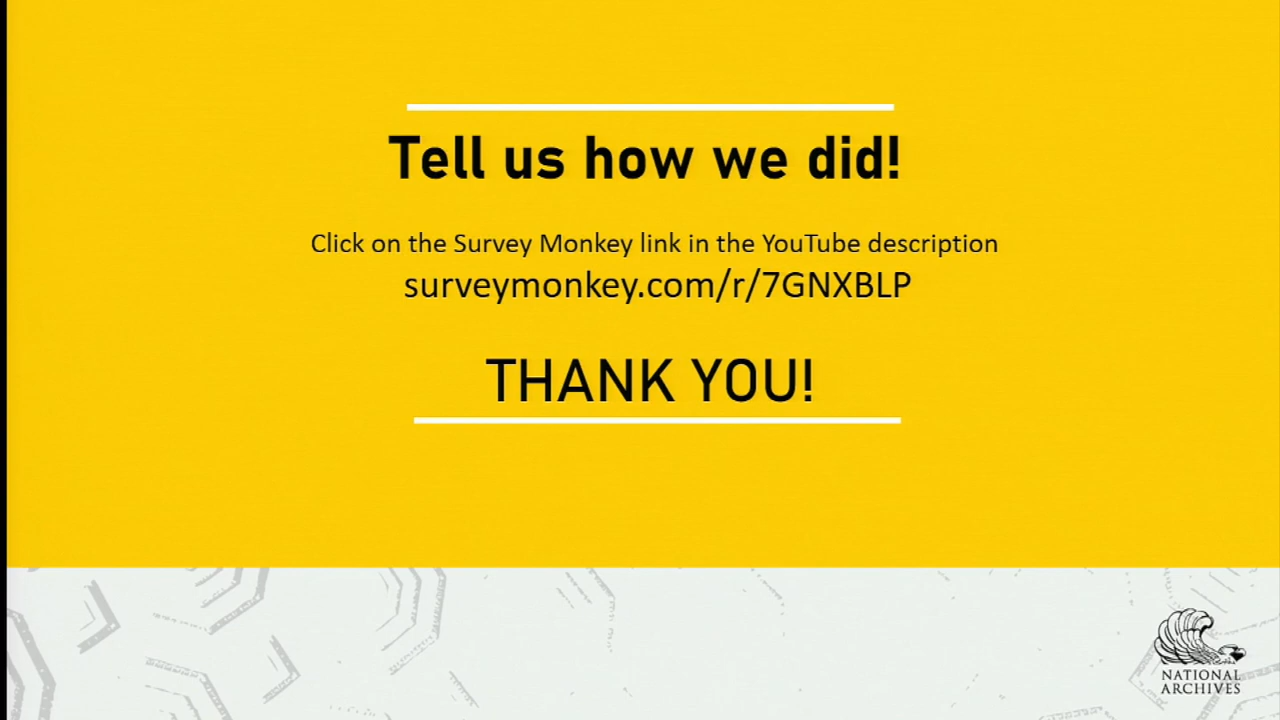 Tell us how we did!
Click on the Survey Monkey link in the YouTube description
surveymonkey.com/r/7GNXBLP
THANK YOU!
NATIONAL
ARCHIVES